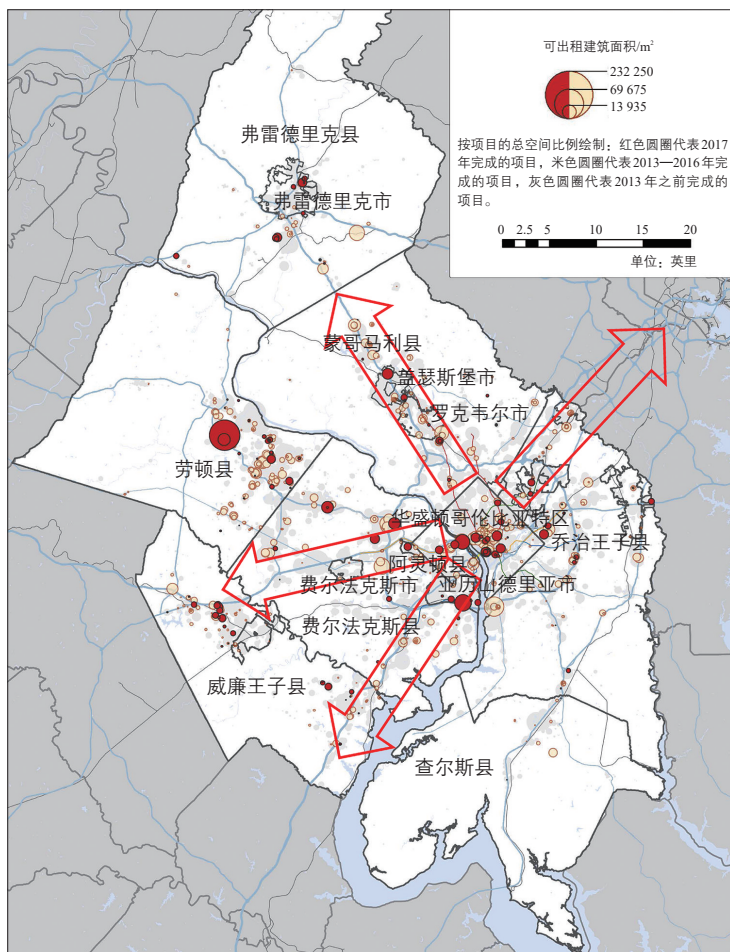 可出租建筑面积/m²
232 250
69 675
13 935
按项目的总空间比例绘制；红色圆圈代表2017
年完成的项目，米色圆圈代表2013—2016年完
成的项目，灰色圆圈代表2013年之前完成的
项目。
0 2.5 5 10 15 20
单位：英里
弗雷德里克县
弗雷德里克市
蒙哥马利县
盖瑟斯堡市
罗克韦尔市
劳顿县
华盛顿哥伦比亚特区
乔治王子县
阿灵顿县
费尔法克斯市
亚历山德里亚市
费尔法克斯县
威廉王子县
查尔斯县